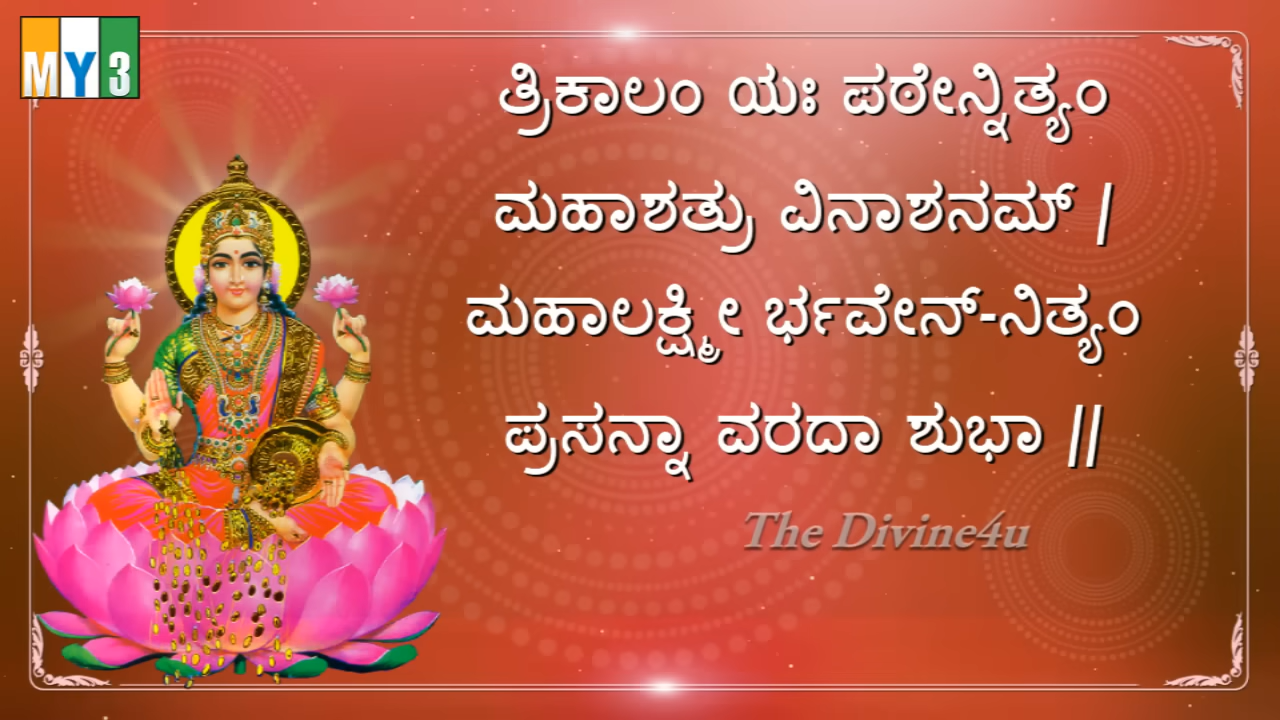 MY3
ತ್ರಿಕಾಲಂ ಯಃ ಪಠೇನ್ನಿತ್ಯಂ
ಮಹಾಶತ್ರು ವಿನಾಶನಮ್ |
ಮಹಾಲಕ್ಷ್ಮೀ ರ್ಭವೇನ್-ನಿತ್ಯಂ
ಪ್ರಸನ್ನಾ ವರದಾ ಶುಭಾ ||
The Divine4u